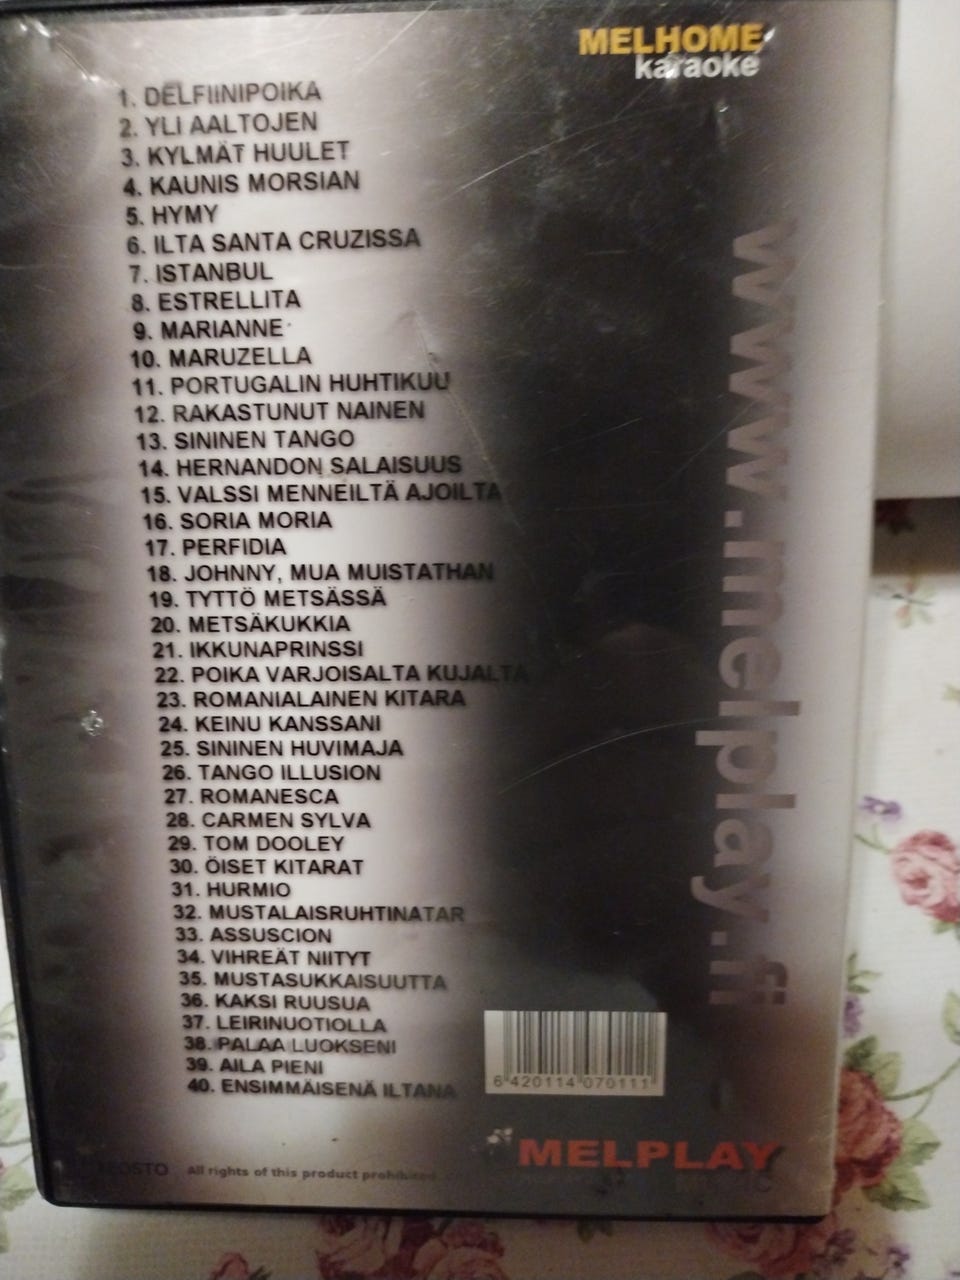 MELHOME
karaoke
1. DELFIINIPOIKA
2. YLI AALTOJEN
3. KYLMÄT HUULET
4. KAUNIS MORSIAN
5. HYMY
6. ILTA SANTA CRUZISSA
7. ISTANBUL
8. ESTRELLITA
9. MARIANNE
10. MARUZELLA
11. PORTUGALIN HUHTIKUU
12. RAKASTUNUT NAINEN
13. SININEN TANGO
14. HERNANDON SALAISUUS
15. VALSSI MENNEILTÄ AJOILTA
16. SORIA MORIA
17. PERFIDIA
18. JOHNNY, MUA MUISTATHAN
19. TYTTÖ METSÄSSÄ
20. METSÄKUKKIA
21. IKKUNAPRINSSI
22. POIKA VARJOISALTA KUJALTA
23. ROMANIALAINEN KITARA
24. KEINU KANSSANI
25. SININEN HUVIMAJA
26. TANGO ILLUSION
27. ROMANESCA
28. CARMEN SYLVA
29. TOM DOOLEY
30. ÖISET KITARAT
31. HURMIO
32. MUSTALAISRUHTINATAR
33. ASSUSCION
34. VIHREÄT NIITYT
35. MUSTASUKKAISUUTTA
36. KAKSI RUUSUA
37. LEIRINUOTIOLLA
38. PALAA LUOKSENI
39. AILA PIENI
40. ENSIMMÄISENÄ ILTANA
www.melplay.fi
6 420114 070111
MELPLAY
TEOSTO All rights of this product prohibited